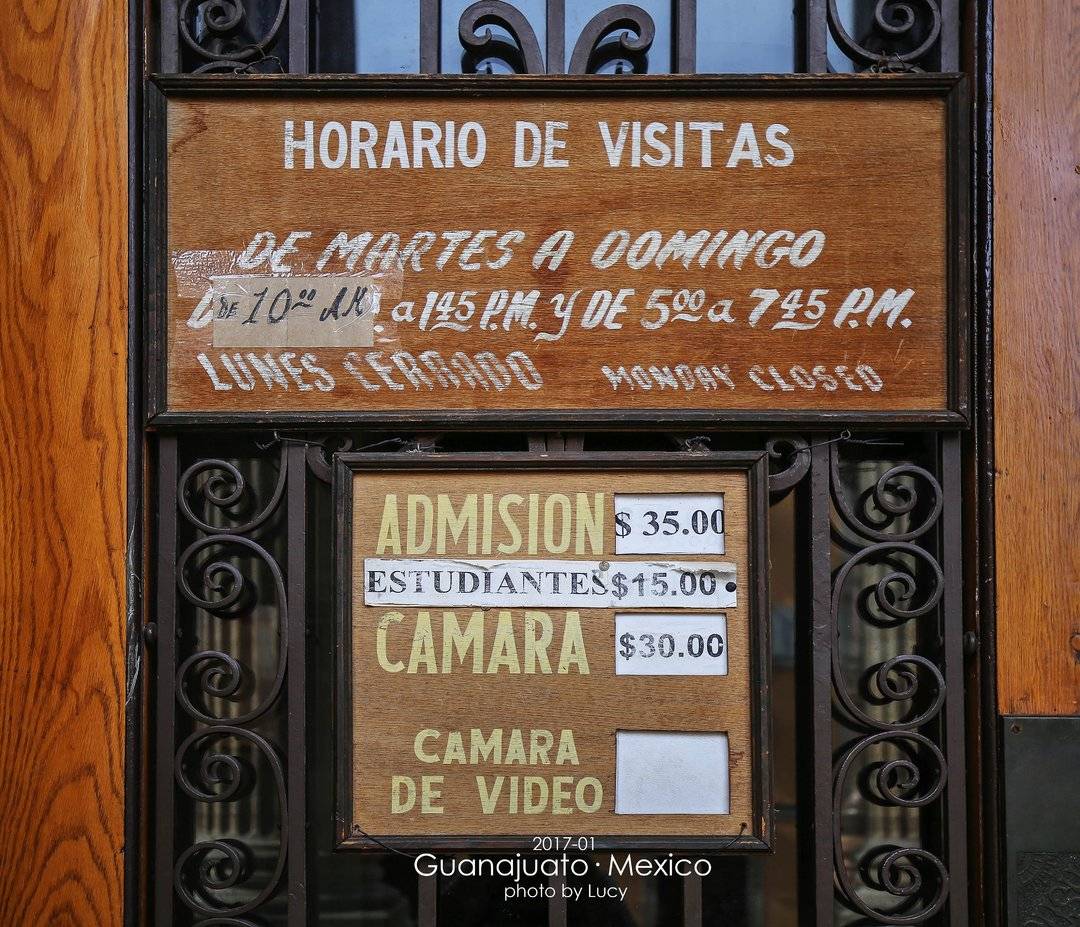 HORARIO DE VISITAS
DE MARTES A DOMINGO
DE 10⁰⁰ AM. a 1⁴⁵ P.M. y DE 5⁰⁰ a 7⁴⁵ P.M.
LUNES CERRADO MONDAY CLOSED
ADMISION $ 35.00
ESTUDIANTES $15.00
CAMARA $30.00
CAMARA
DE VIDEO
2017-01
Guanajuato · Mexico
photo by Lucy